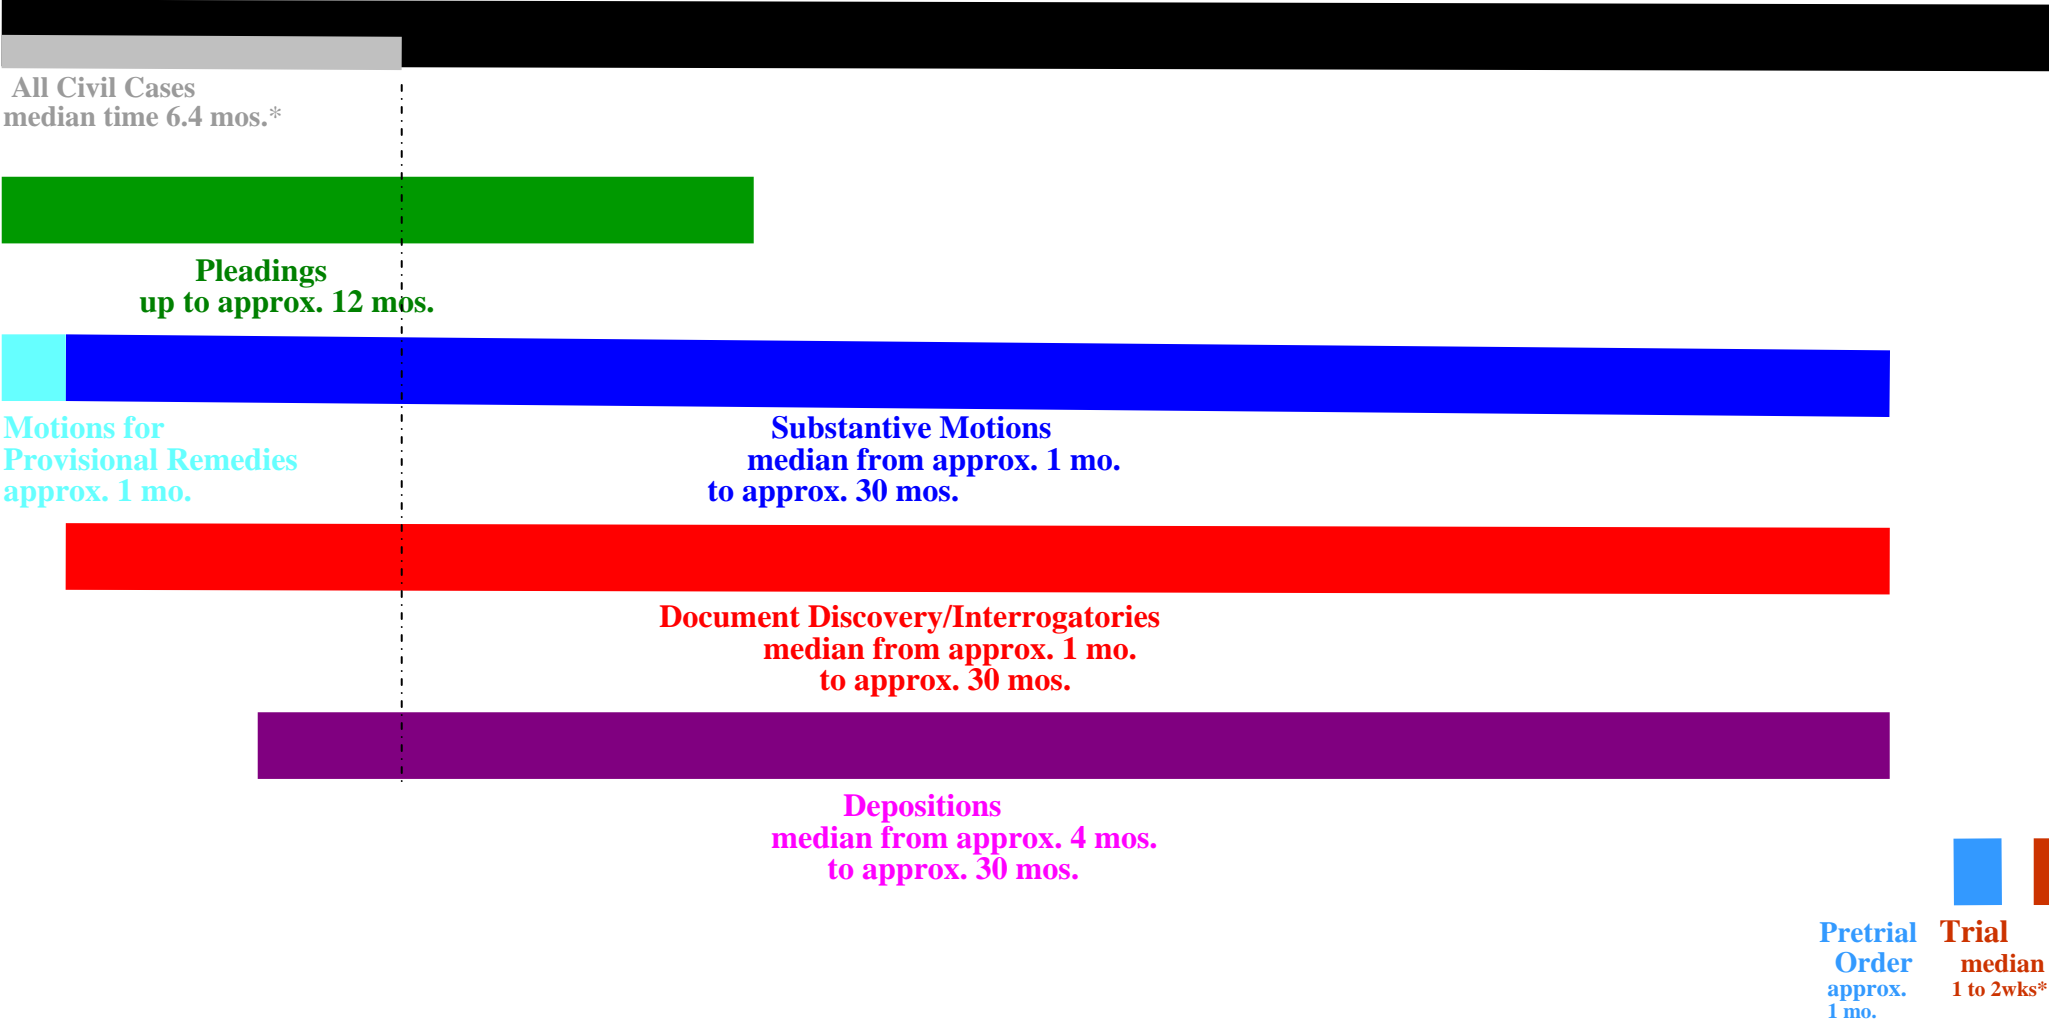 All Civil Cases
median time 6.4 mos.*
Pleadings
up to approx. 12 mos.
Motions for
Provisional Remedies
approx. 1 mo.
Substantive Motions
median from approx. 1 mo.
to approx. 30 mos.
Document Discovery/Interrogatories
median from approx. 1 mo.
to approx. 30 mos.
Depositions
median from approx. 4 mos.
to approx. 30 mos.
Pretrial
Order
approx.
1 mo.
Trial
median
1 to 2wks*